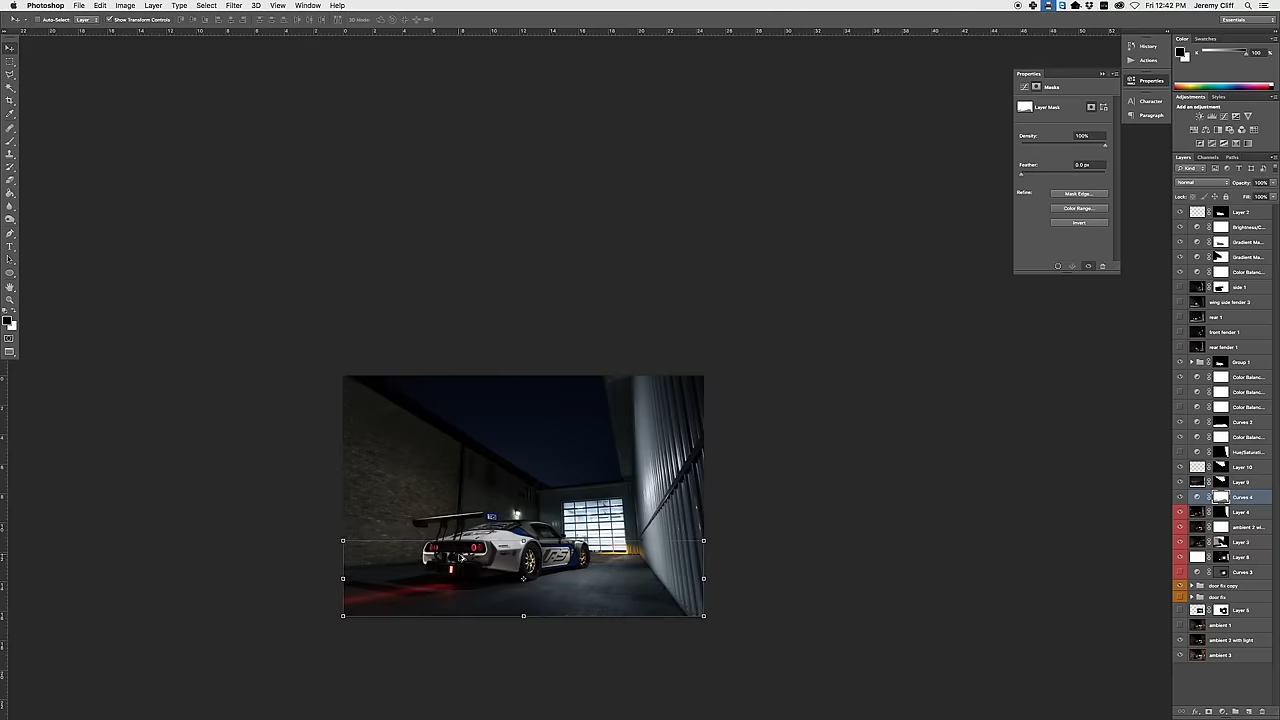 Photoshop File Edit Image Layer Type Select Filter 3D View Window Help
Fri 12:42 PM Jeremy Cliff
Auto-Select: Layer Show Transform Controls 3D Mode: Essentials
History
Actions
Properties
Character
Paragraph
Properties
Masks
Layer Mask
Density: 100%
Feather: 0.0 px
Refine: Mask Edge...
Color Range...
Invert
Color Swatches
K 100 %
Adjustments Styles
Add an adjustment
Layers Channels Paths
Kind
Normal Opacity: 100%
Lock: Fill: 100%
Layer 2
Brightness/C...
Gradient Ma...
Gradient Ma...
Color Balanc...
side 1
wing side fender 3
rear 1
front fender 1
rear fender 1
Group 1
Color Balanc...
Color Balanc...
Color Balanc...
Curves 2
Color Balanc...
Hue/Saturati...
Layer 10
Layer 9
Curves 4
Layer 4
ambient 2 wi...
Layer 3
Layer 8
Curves 3
door fix copy
door fix
Layer 5
ambient 1
ambient 2 with light
ambient 3